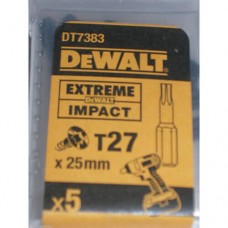 DT7383
DEWALT
EXTREME
DEWALT
IMPACT
T27
x 25mm
x5